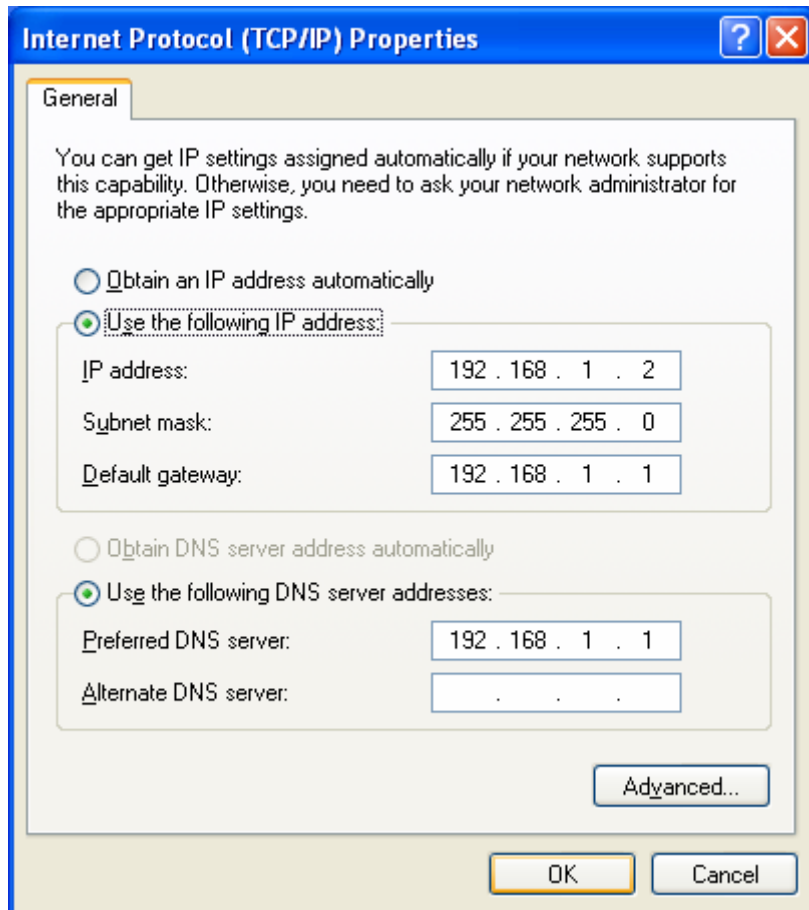 Internet Protocol (TCP/IP) Properties
General
You can get IP settings assigned automatically if your network supports
this capability. Otherwise, you need to ask your network administrator for
the appropriate IP settings.
Obtain an IP address automatically
Use the following IP address:
IP address: 192 . 168 . 1 . 2
Subnet mask: 255 . 255 . 255 . 0
Default gateway: 192 . 168 . 1 . 1
Obtain DNS server address automatically
Use the following DNS server addresses:
Preferred DNS server: 192 . 168 . 1 . 1
Alternate DNS server: . . .
Advanced...
OK Cancel